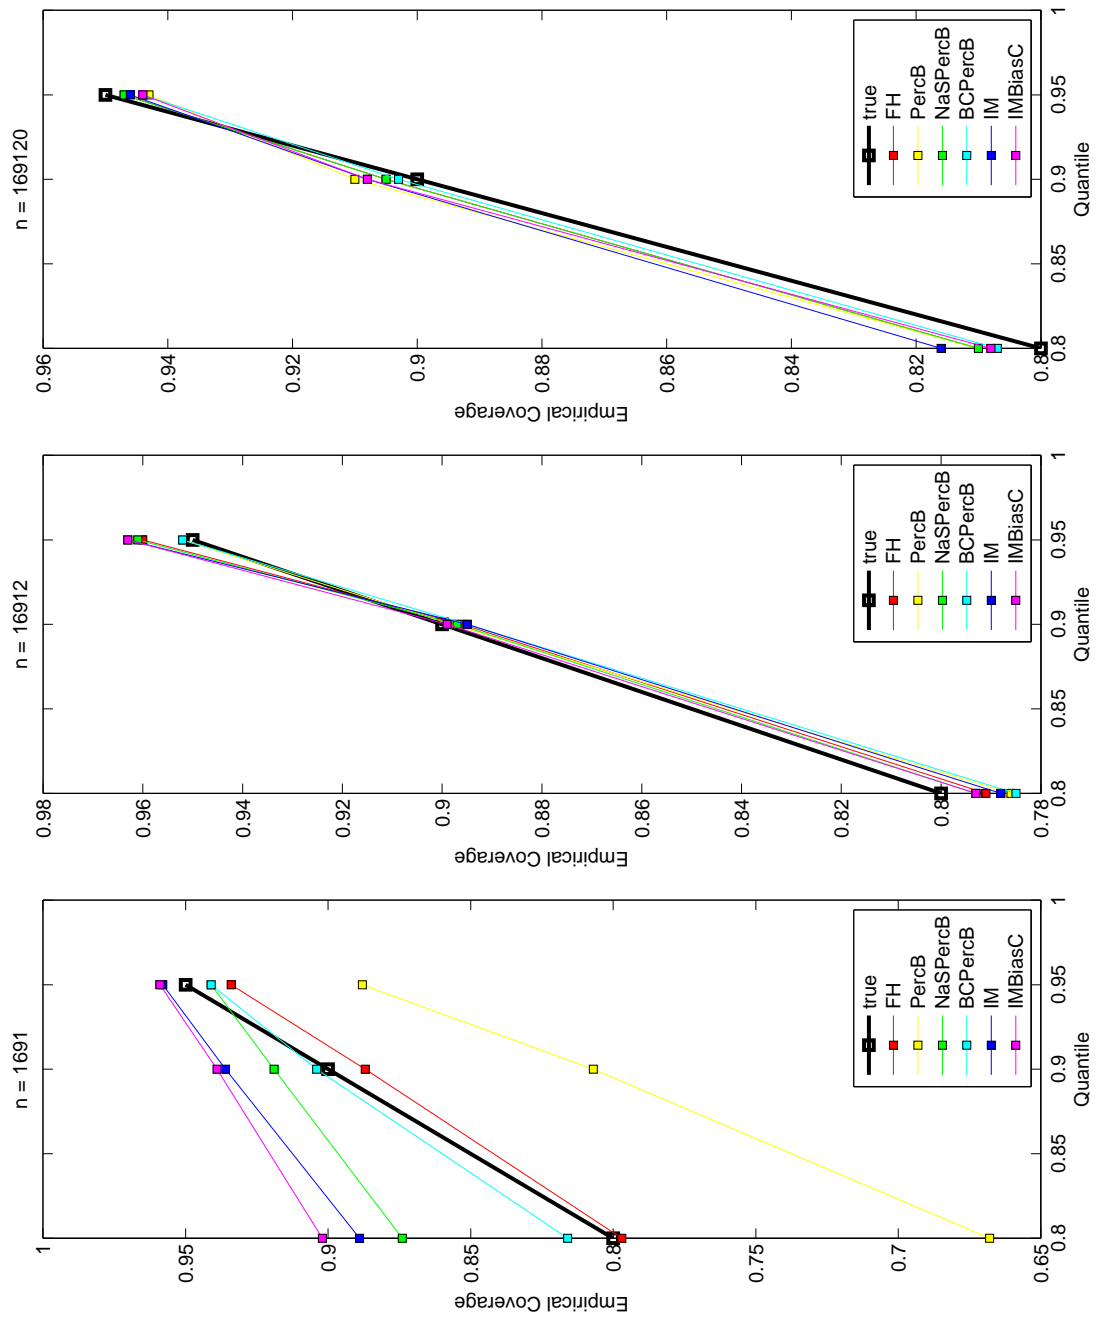 n = 1691
1
0.95
0.9
0.85
0.8
0.75
0.7
0.65
Empirical Coverage
0.8 0.85 0.9 0.95 1
Quantile
true
FH
PercB
NaSPercB
BCPercB
IM
IMBiasC
n = 16912
0.98
0.96
0.94
0.92
0.9
0.88
0.86
0.84
0.82
0.8
0.78
Empirical Coverage
0.8 0.85 0.9 0.95 1
Quantile
true
FH
PercB
NaSPercB
BCPercB
IM
IMBiasC
n = 169120
0.96
0.94
0.92
0.9
0.88
0.86
0.84
0.82
0.8
Empirical Coverage
0.8 0.85 0.9 0.95 1
Quantile
true
FH
PercB
NaSPercB
BCPercB
IM
IMBiasC